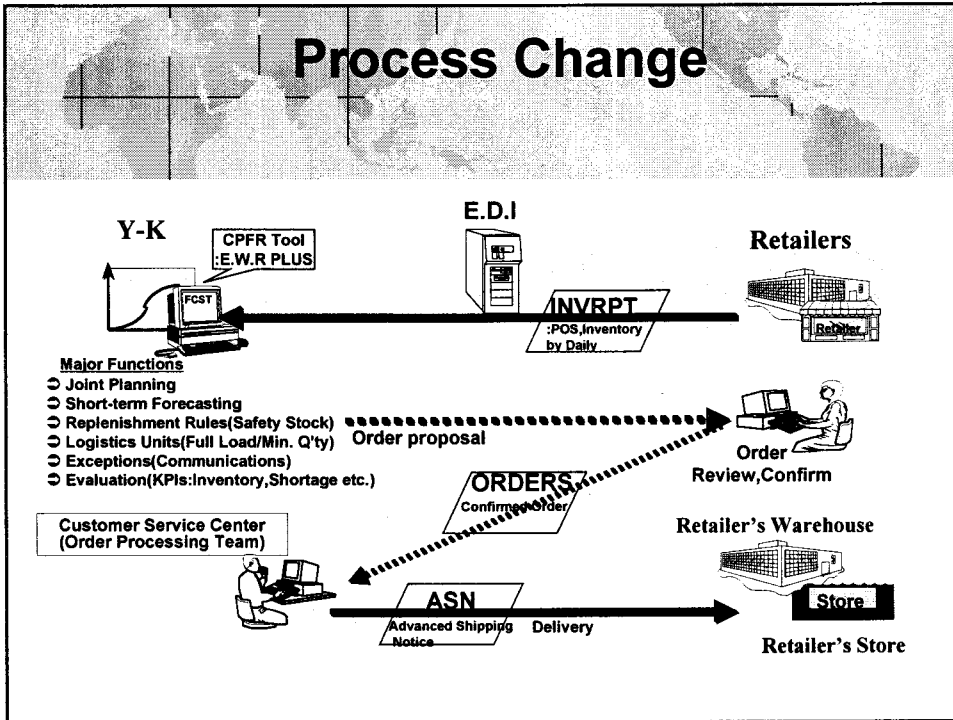 Process Change
E.D.I
Y-K
CPFR Tool
:E.W.R PLUS
Retailers
FCST
INVRPT
:POS,Inventory
by Daily
Retailer
Major Functions
➲ Joint Planning
➲ Short-term Forecasting
➲ Replenishment Rules(Safety Stock)
➲ Logistics Units(Full Load/Min. Q'ty)
➲ Exceptions(Communications)
➲ Evaluation(KPIs:Inventory,Shortage etc.)
Order proposal
Order
Review,Confirm
ORDERS
Confirmed Order
Customer Service Center
(Order Processing Team)
Retailer's Warehouse
ASN
Advanced Shipping
Notice
Delivery
Store
Retailer's Store